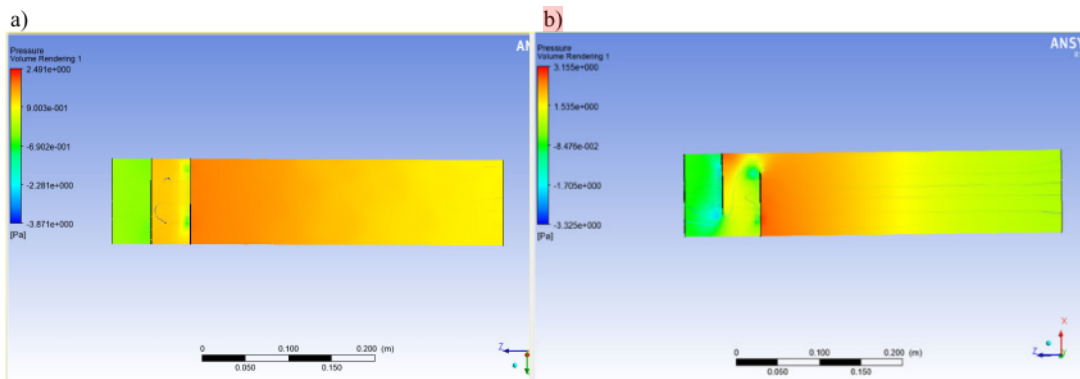 a)
AN
Pressure
Volume Rendering 1
2.491e+000
9.003e-001
-6.902e-001
-2.281e+000
-3.871e+000
[Pa]
0 0.100 0.200 (m)
0.050 0.150
Z
b)
ANSY
Pressure
Volume Rendering 1
3.155e+000
1.535e+000
-8.476e-002
-1.705e+000
-3.325e+000
[Pa]
0 0.100 0.200 (m)
0.050 0.150
X
Z
Y